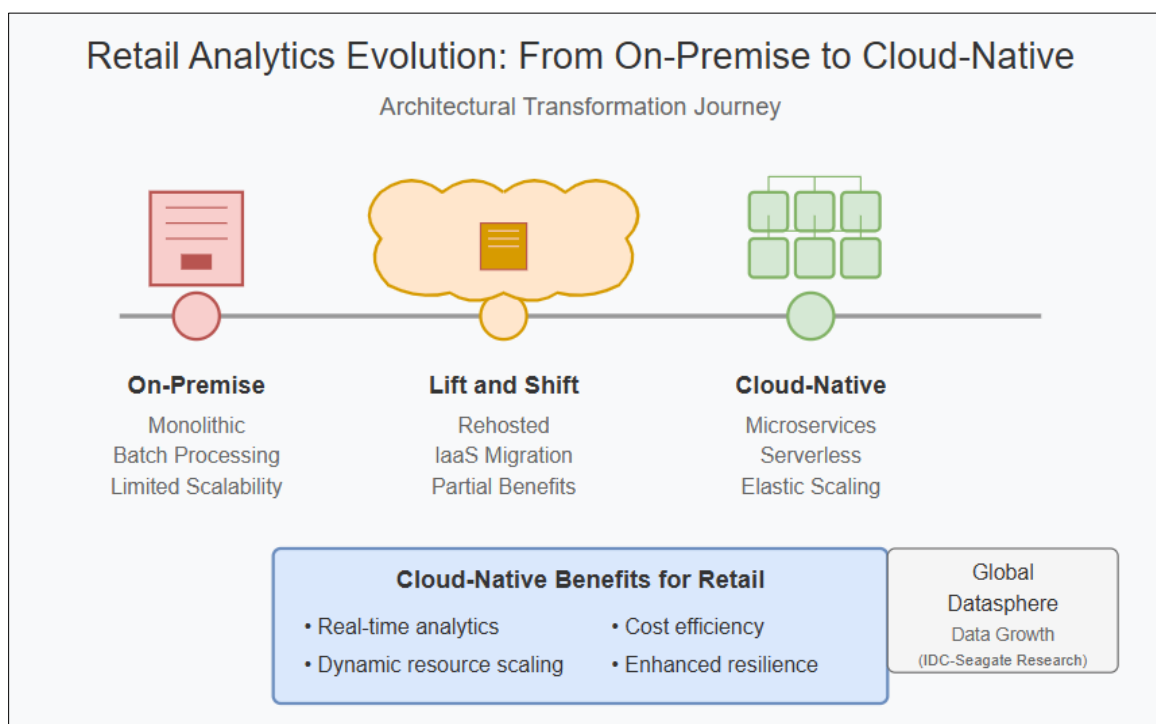 Retail Analytics Evolution: From On-Premise to Cloud-Native
Architectural Transformation Journey
On-Premise
Monolithic
Batch Processing
Limited Scalability
Lift and Shift
Rehosted
IaaS Migration
Partial Benefits
Cloud-Native
Microservices
Serverless
Elastic Scaling
Cloud-Native Benefits for Retail
• Real-time analytics
• Dynamic resource scaling
• Cost efficiency
• Enhanced resilience
Global
Datasphere
Data Growth
(IDC-Seagate Research)